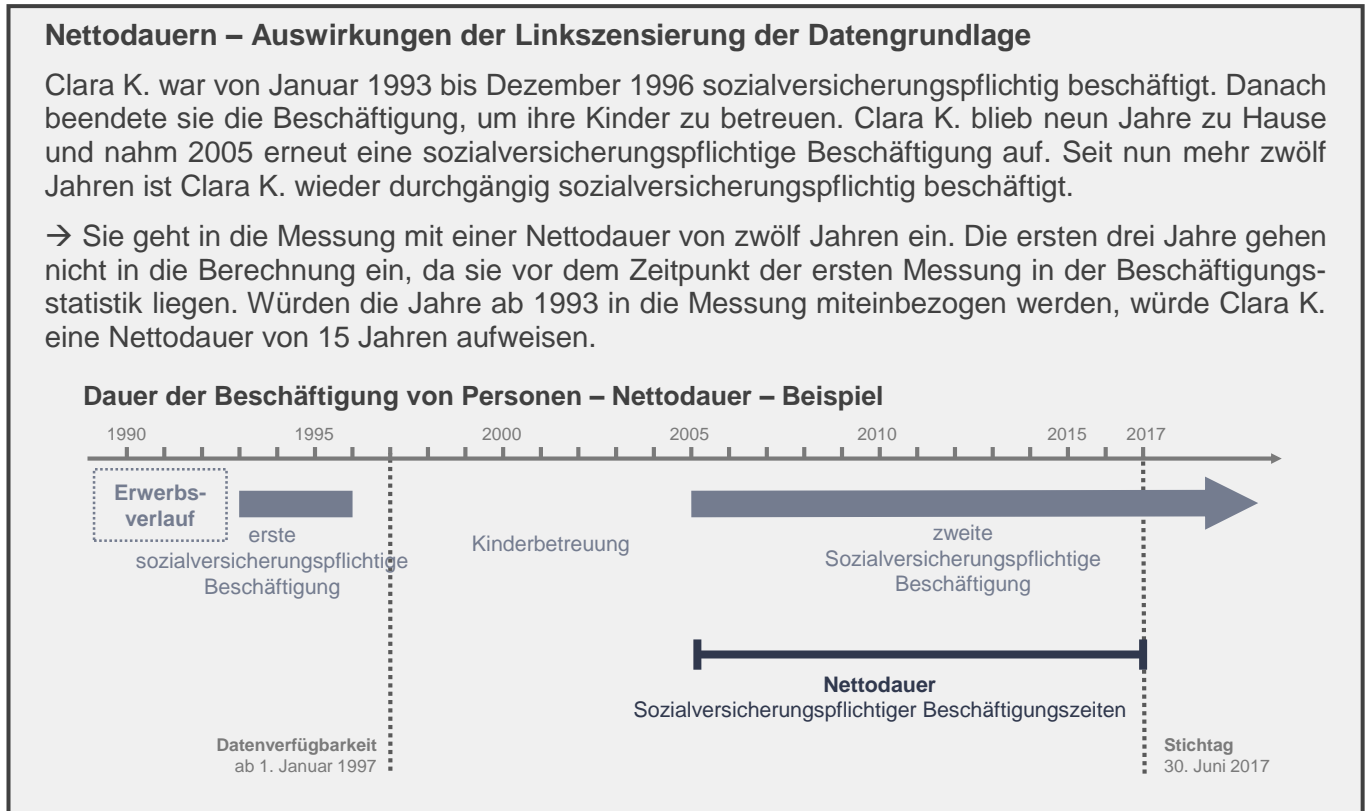 Nettodauern – Auswirkungen der Linkszensierung der Datengrundlage
Clara K. war von Januar 1993 bis Dezember 1996 sozialversicherungspflichtig beschäftigt. Danach
beendete sie die Beschäftigung, um ihre Kinder zu betreuen. Clara K. blieb neun Jahre zu Hause
und nahm 2005 erneut eine sozialversicherungspflichtige Beschäftigung auf. Seit nun mehr zwölf
Jahren ist Clara K. wieder durchgängig sozialversicherungspflichtig beschäftigt.
→ Sie geht in die Messung mit einer Nettodauer von zwölf Jahren ein. Die ersten drei Jahre gehen
nicht in die Berechnung ein, da sie vor dem Zeitpunkt der ersten Messung in der Beschäftigungs-
statistik liegen. Würden die Jahre ab 1993 in die Messung miteinbezogen werden, würde Clara K.
eine Nettodauer von 15 Jahren aufweisen.
Dauer der Beschäftigung von Personen – Nettodauer – Beispiel
1990 1995 2000 2005 2010 2015 2017
Erwerbs-
verlauf
erste
sozialversicherungspflichtige
Beschäftigung
Kinderbetreuung
zweite
Sozialversicherungspflichtige
Beschäftigung
Nettodauer
Sozialversicherungspflichtiger Beschäftigungszeiten
Datenverfügbarkeit
ab 1. Januar 1997
Stichtag
30. Juni 2017